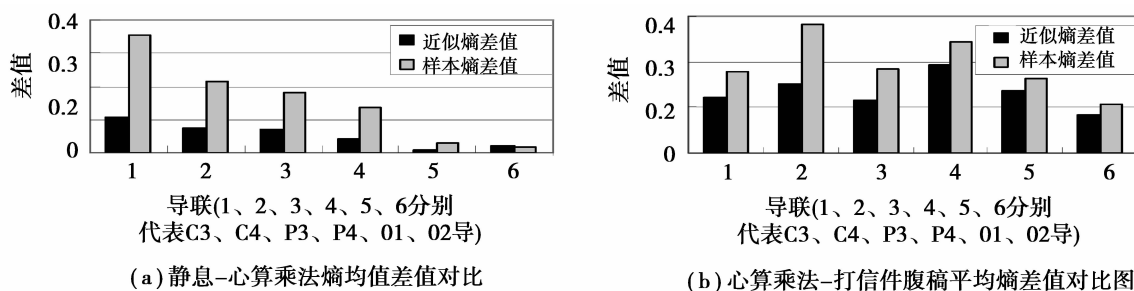 0.4
0.3
0.2
0
差值
近似熵差值
样本熵差值
1 2 3 4 5 6
导联(1、2、3、4、5、6分别
代表C3、C4、P3、P4、01、02导)
(a)静息-心算乘法熵均值差值对比
0.4
0.3
0.2
0
差值
近似熵差值
样本熵差值
1 2 3 4 5 6
导联(1、2、3、4、5、6分别
代表C3、C4、P3、P4、01、02导)
(b)心算乘法-打信件腹稿平均熵差值对比图